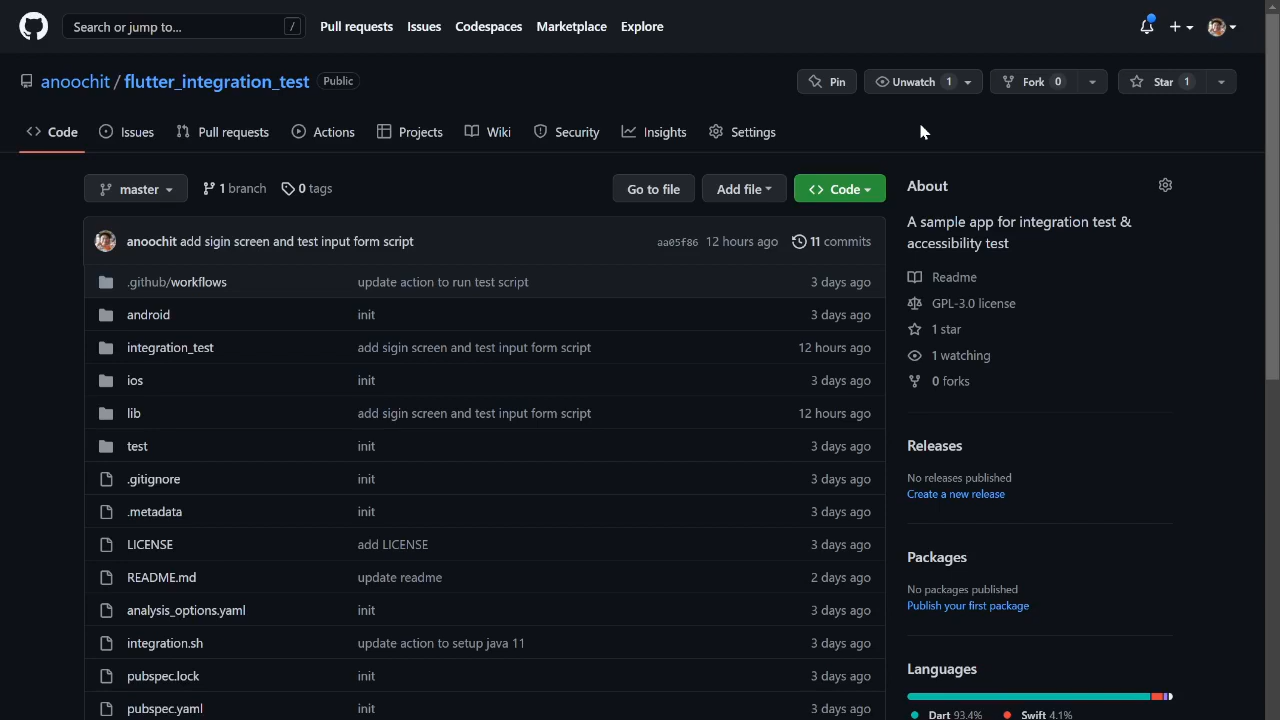 Search or jump to... / Pull requests Issues Codespaces Marketplace Explore
anoochit / flutter_integration_test Public Pin Unwatch 1 Fork 0 Star 1
Code Issues Pull requests Actions Projects Wiki Security Insights Settings
master 1 branch 0 tags Go to file Add file Code
anoochit add sigin screen and test input form script aa05f86 12 hours ago 11 commits
.github/workflows update action to run test script 3 days ago
android init 3 days ago
integration_test add sigin screen and test input form script 12 hours ago
ios init 3 days ago
lib add sigin screen and test input form script 12 hours ago
test init 3 days ago
.gitignore init 3 days ago
.metadata init 3 days ago
LICENSE add LICENSE 3 days ago
README.md update readme 2 days ago
analysis_options.yaml init 3 days ago
integration.sh update action to setup java 11 3 days ago
pubspec.lock init 3 days ago
pubspec.yaml init 3 days ago
About
A sample app for integration test &
accessibility test
Readme
GPL-3.0 license
1 star
1 watching
0 forks
Releases
No releases published
Create a new release
Packages
No packages published
Publish your first package
Languages
Dart 93.4% Swift 4.1%